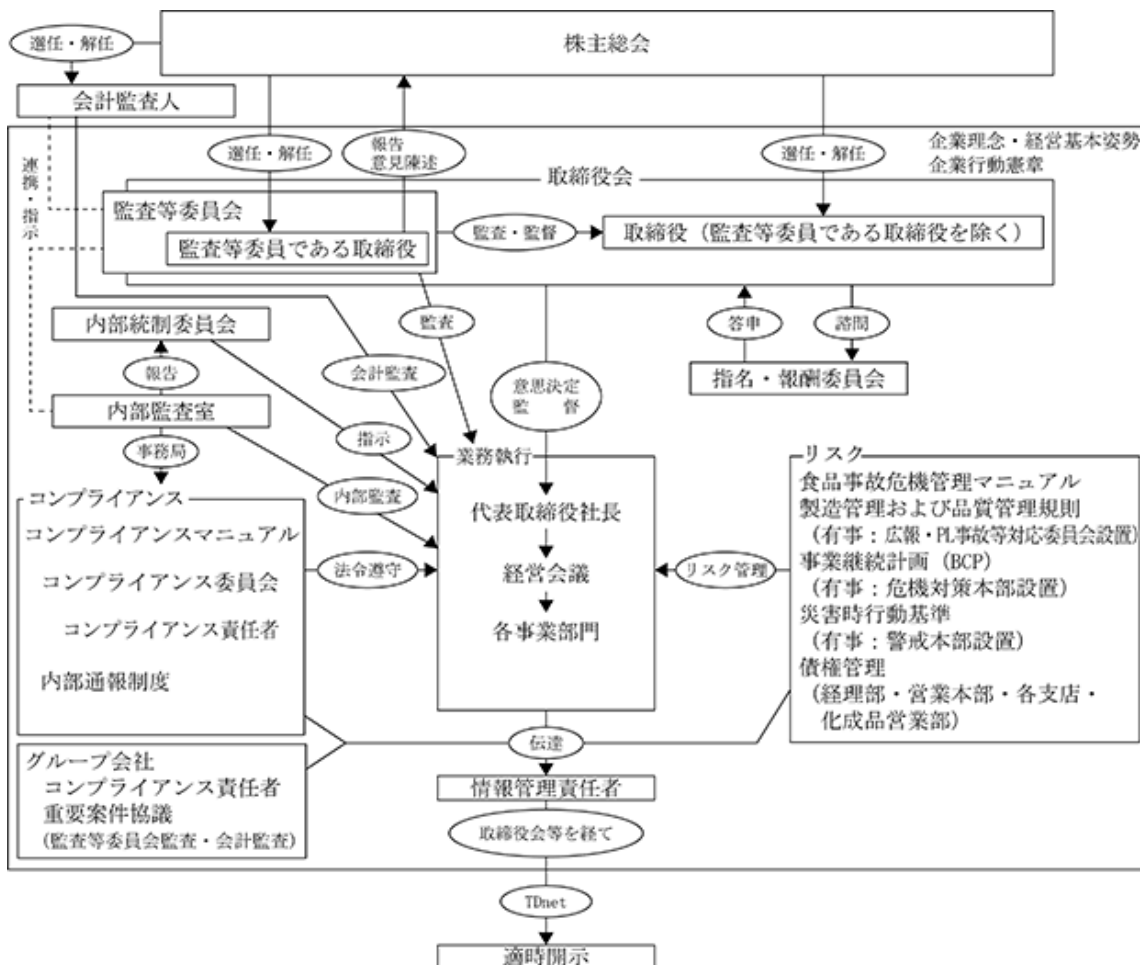 株主総会
選任・解任
会計監査人
企業理念・経営基本姿勢
企業行動憲章
選任・解任
報告
意見陳述
選任・解任
連携・指示
取締役会
監査等委員会
監査等委員である取締役
監査・監督
取締役（監査等委員である取締役を除く）
内部統制委員会
監査
答申
諮問
報告
会計監査
意思決定
監　督
指名・報酬委員会
内部監査室
事務局
指示
内部監査
業務執行
代表取締役社長
経営会議
各事業部門
コンプライアンス
コンプライアンスマニュアル
コンプライアンス委員会
コンプライアンス責任者
内部通報制度
法令遵守
リスク管理
リスク
食品事故危機管理マニュアル
製造管理および品質管理規則
（有事：広報・PL事故等対応委員会設置）
事業継続計画（BCP）
（有事：危機対策本部設置）
災害時行動基準
（有事：警戒本部設置）
債権管理
（経理部・営業本部・各支店・
化成品営業部）
グループ会社
コンプライアンス責任者
重要案件協議
（監査等委員会監査・会計監査）
伝達
情報管理責任者
取締役会等を経て
TDnet
適時開示